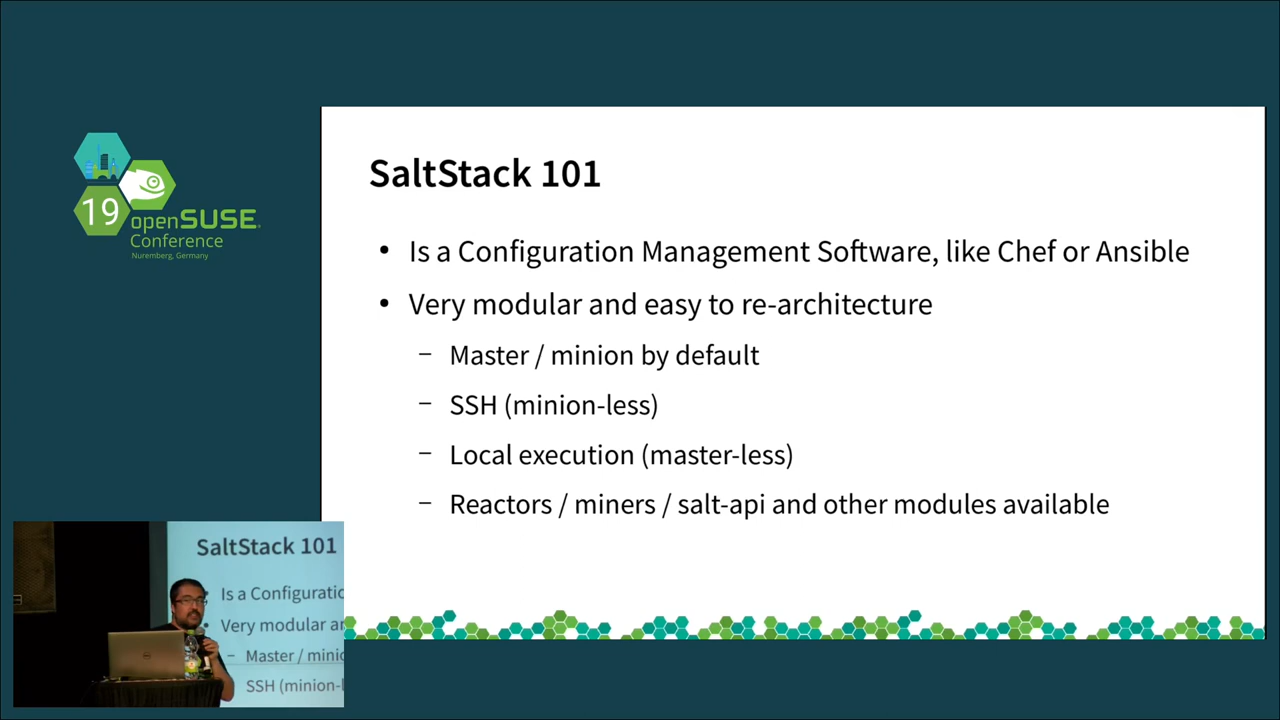 19
openSUSE
Conference
Nuremberg, Germany
SaltStack 101
• Is a Configuration Management Software, like Chef or Ansible
• Very modular and easy to re-architecture
– Master / minion by default
– SSH (minion-less)
– Local execution (master-less)
– Reactors / miners / salt-api and other modules available
SaltStack 101
Is a Configuratio
Very modular ar
– Master / minic
SSH (minion-l